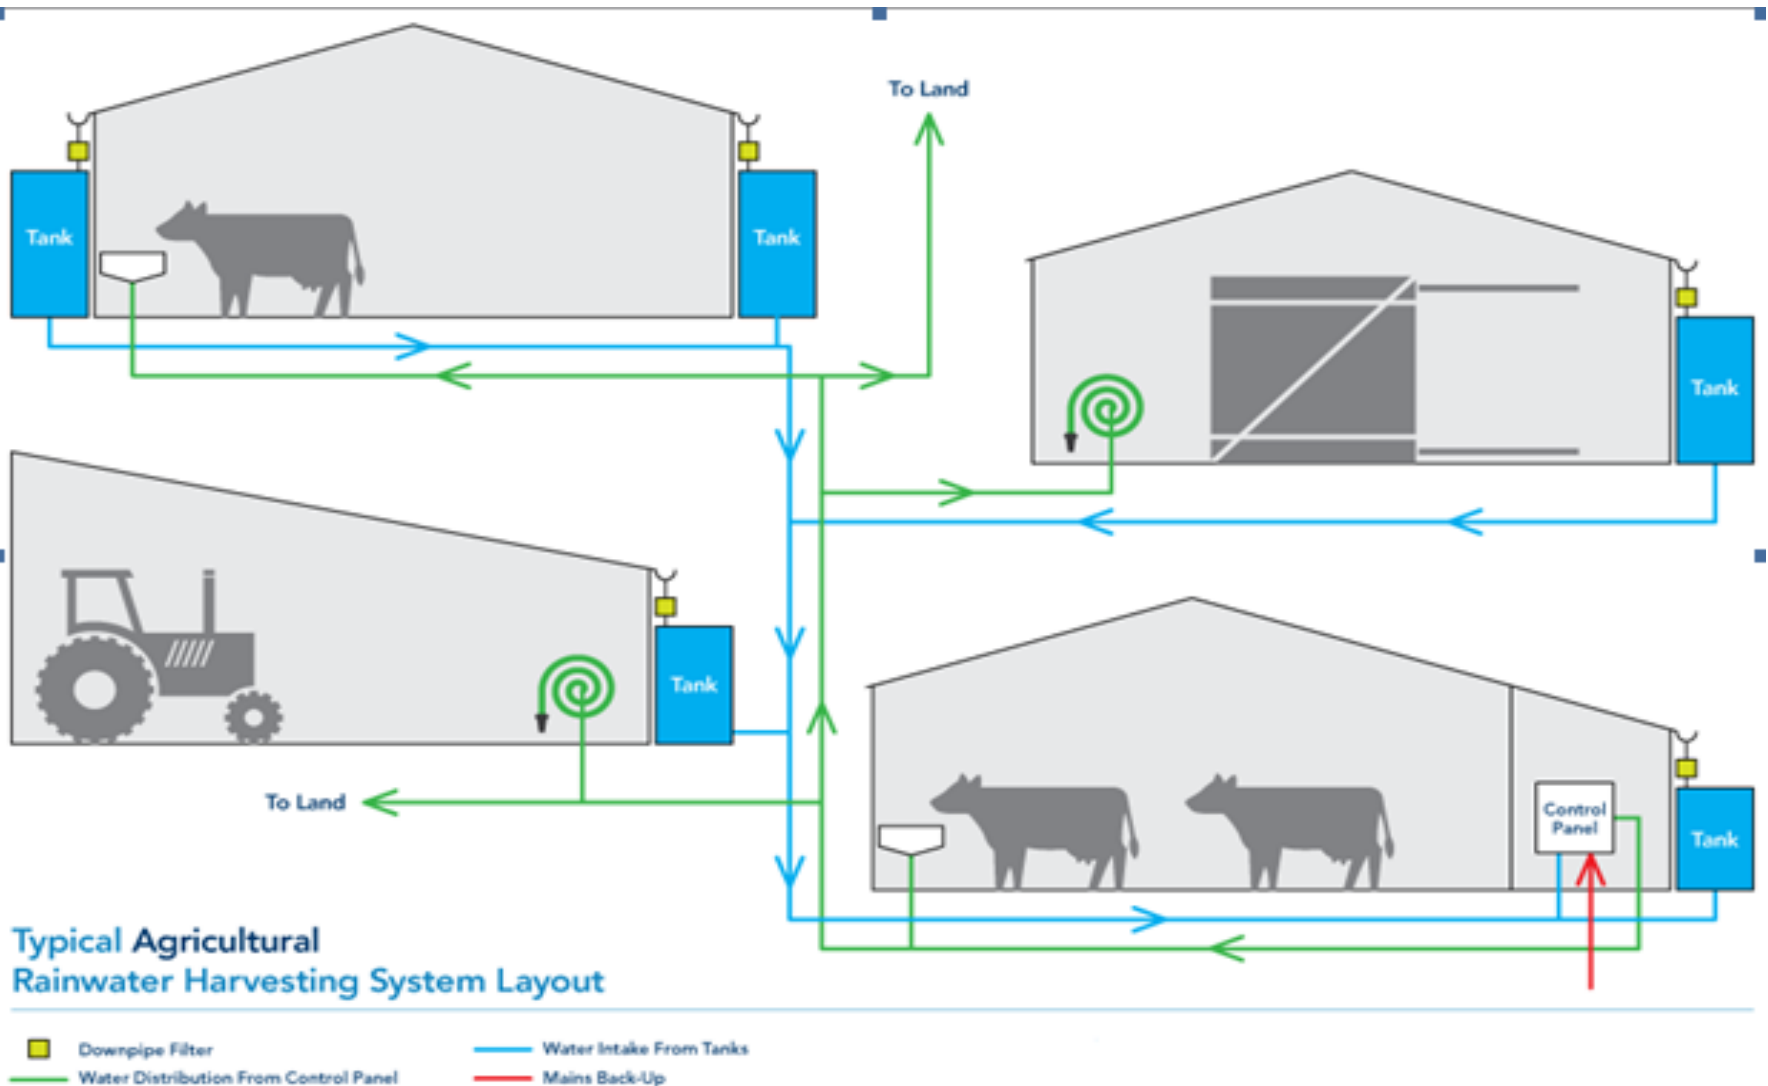 To Land
Tank
Tank
Tank
Tank
To Land
Control
Panel
Tank
Typical Agricultural
Rainwater Harvesting System Layout
Downpipe Filter
Water Intake From Tanks
Water Distribution From Control Panel
Mains Back-Up